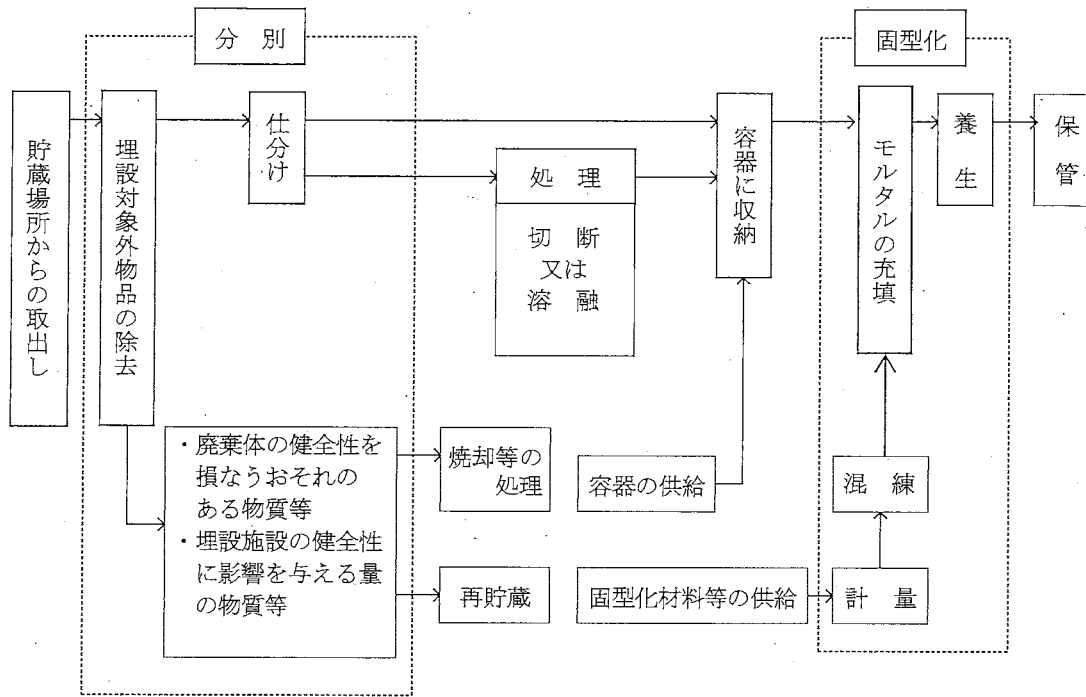 分　別
固型化
貯蔵場所からの取出し
埋設対象外物品の除去
仕分け
処　理
切　断
又は
溶　融
容器に収納
モルタルの充填
養生
保管
・廃棄体の健全性を
損なうおそれの
ある物質等
・埋設施設の健全性
に影響を与える量
の物質等
焼却等の
処理
再貯蔵
容器の供給
固型化材料等の供給
混　練
計　量